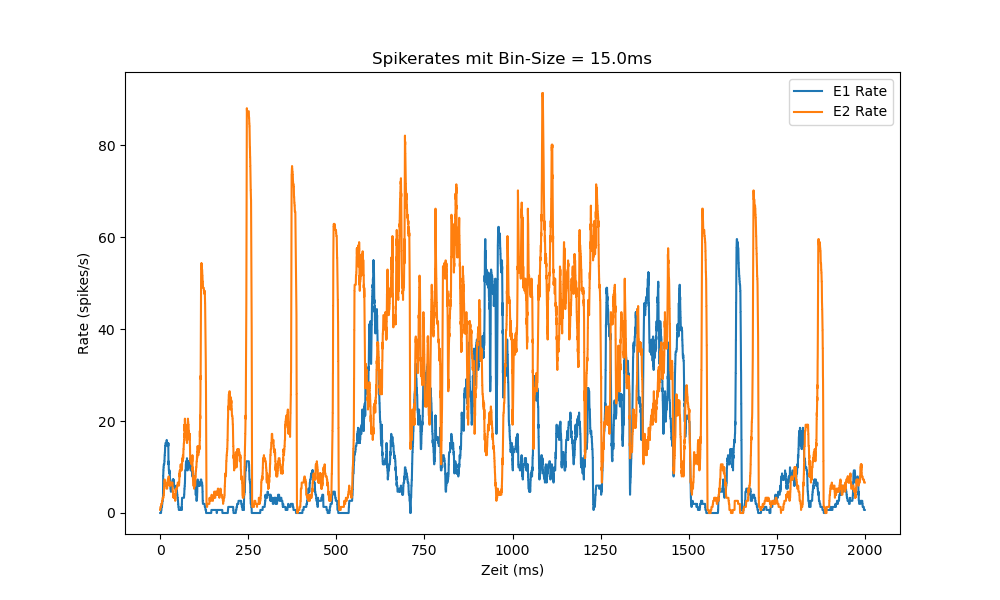 Spikerates mit Bin-Size = 15.0ms
E1 Rate
E2 Rate
Rate (spikes/s)
80
60
40
20
0
0 250 500 750 1000 1250 1500 1750 2000
Zeit (ms)